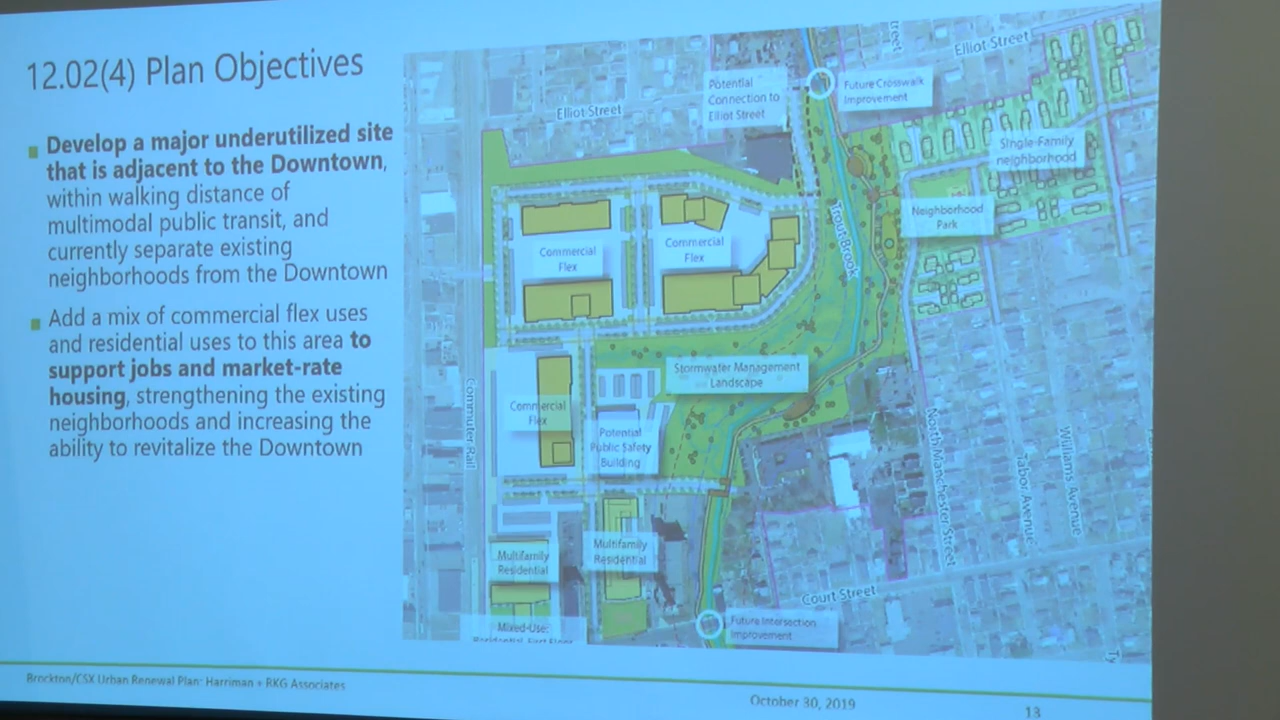 12.02(4) Plan Objectives
Develop a major underutilized site
that is adjacent to the Downtown,
within walking distance of
multimodal public transit, and
currently separate existing
neighborhoods from the Downtown
Add a mix of commercial flex uses
and residential uses to this area to
support jobs and market-rate
housing, strengthening the existing
neighborhoods and increasing the
ability to revitalize the Downtown
Elliot Street
Elliot Street
Potential
Connection to
Elliot Street
Future Crosswalk
Improvement
Street
Single-Family
neighborhood
Neighborhood
Park
Trout Brook
Commercial
Flex
Commercial
Flex
Stormwater Management
Landscape
Commercial
Flex
Potential
Public Safety
Building
Commuter Rail
North Manchester Street
Tabor Avenue
Williams Avenue
Multifamily
Residential
Multifamily
Residential
Court Street
Mixed-Use:
Future Intersection
Improvement
Brockton/CSX Urban Renewal Plan: Harriman + RKG Associates
October 30, 2019
13